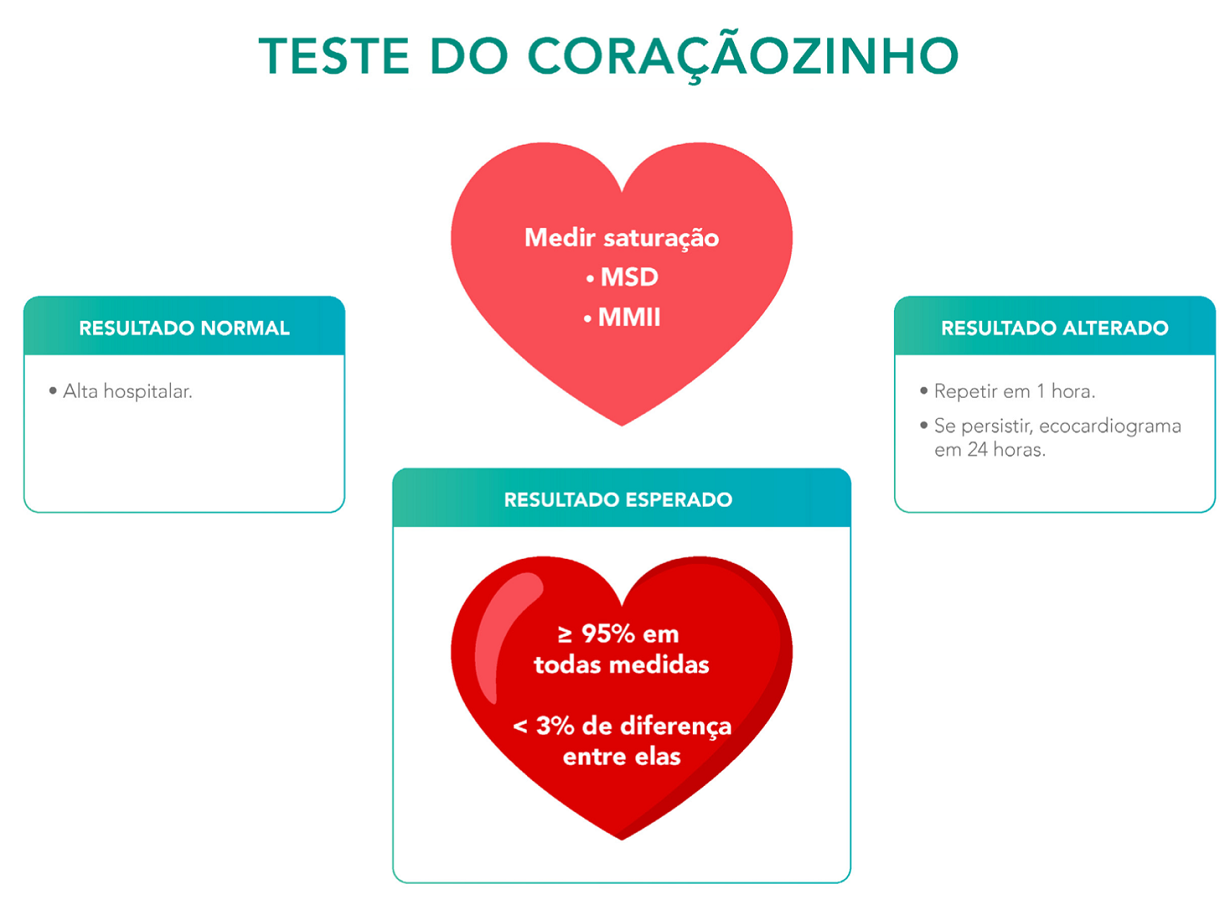 TESTE DO CORAÇÃOZINHO
Medir saturação
• MSD
• MMII
RESULTADO NORMAL
• Alta hospitalar.
RESULTADO ALTERADO
• Repetir em 1 hora.
• Se persistir, ecocardiograma
em 24 horas.
RESULTADO ESPERADO
≥ 95% em
todas medidas
< 3% de diferença
entre elas